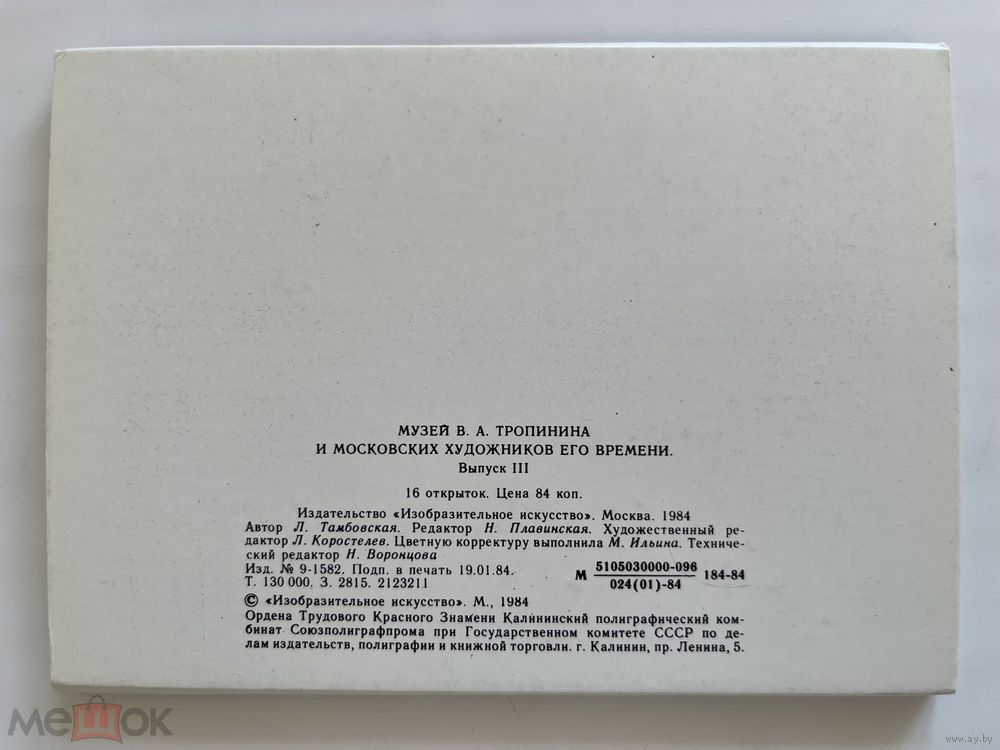 МУЗЕЙ В. А. ТРОПИНИНА
И МОСКОВСКИХ ХУДОЖНИКОВ ЕГО ВРЕМЕНИ.
Выпуск III
16 открыток. Цена 84 коп.
Издательство «Изобразительное искусство». Москва. 1984
Автор Л. Тамбовская. Редактор Н. Плавинская. Художественный ре-
дактор Л. Коростелев. Цветную корректуру выполнила М. Ильина. Техниче-
ский редактор Н. Воронцова
Изд. № 9-1582. Подп. в печать 19.01.84.
Т. 130 000. З. 2815. 2123211
М 5105030000-096 184-84
024(01)-84
© «Изобразительное искусство». М., 1984
Ордена Трудового Красного Знамени Калининский полиграфический ком-
бинат Союзполиграфпрома при Государственном комитете СССР по де-
лам издательств, полиграфии и книжной торговли. г. Калинин, пр. Ленина, 5.
мешок
www.ay.by